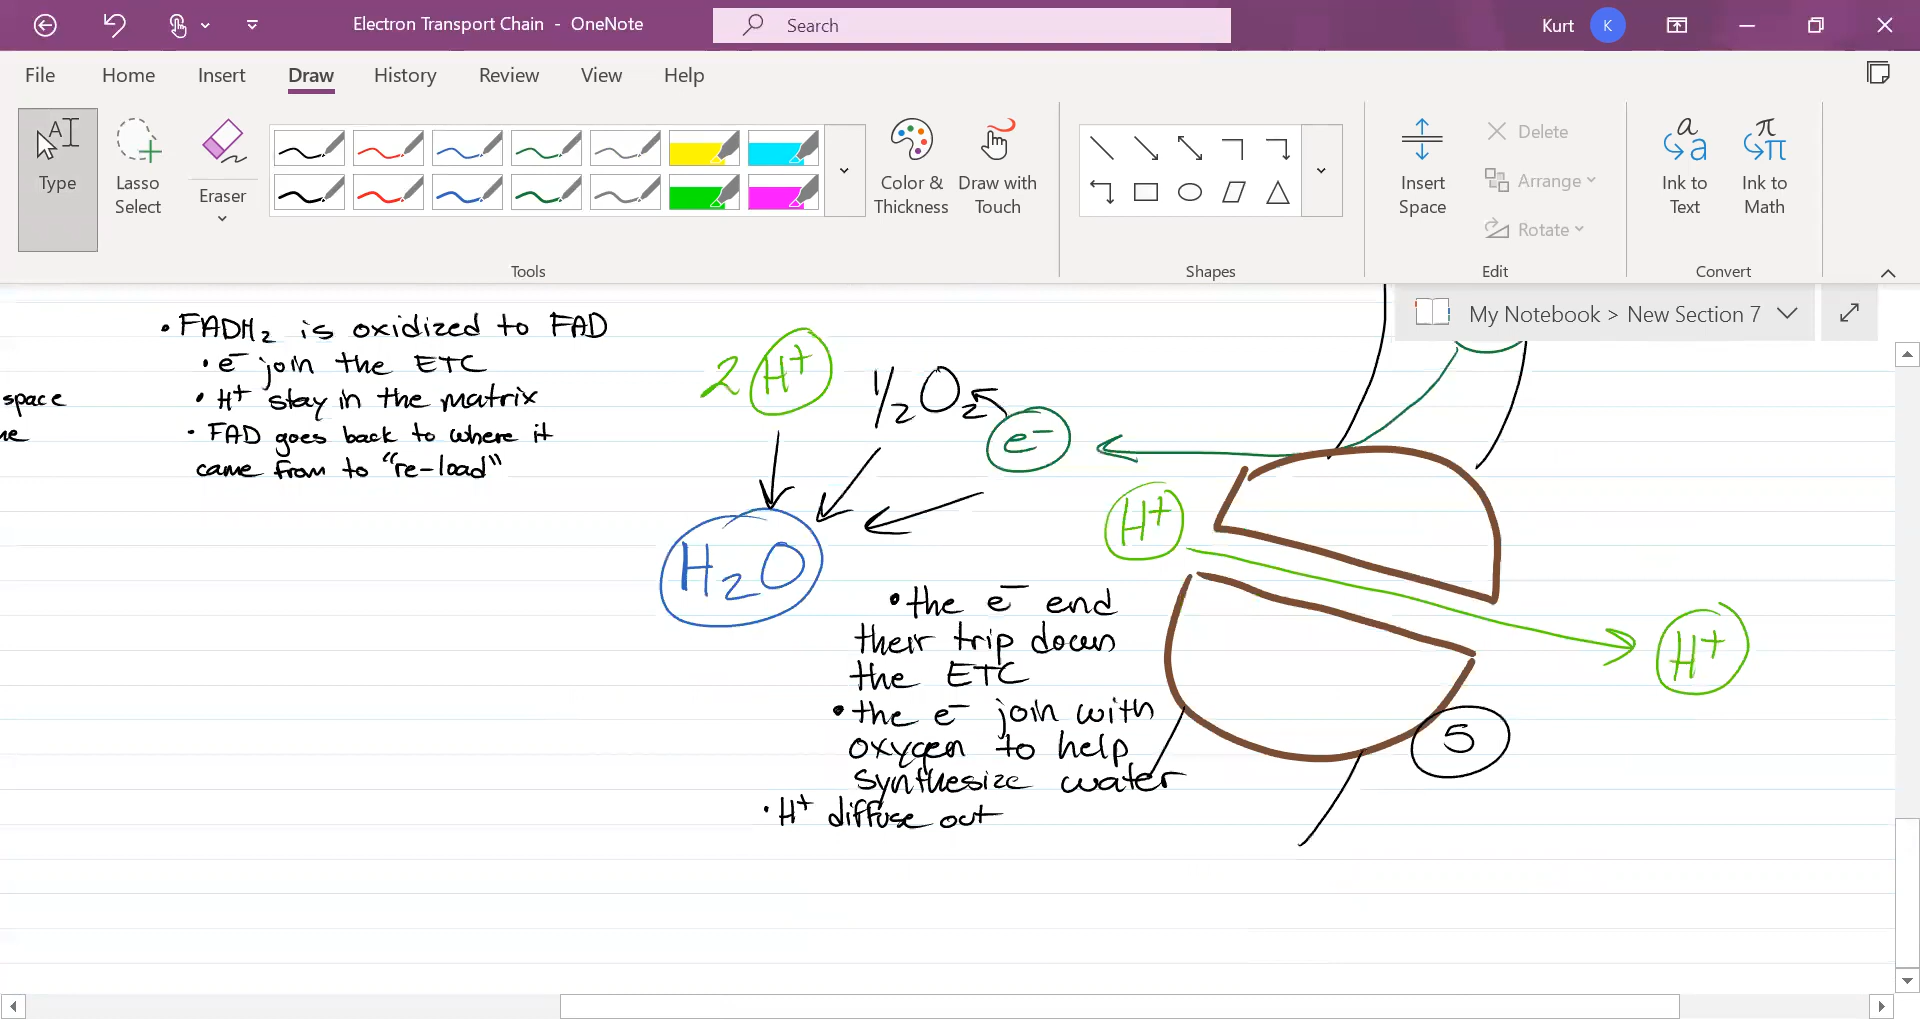 Electron Transport Chain - OneNote
Search
Kurt
K
File
Home
Insert
Draw
History
Review
View
Help
Type
Lasso
Select
Eraser
Color &
Thickness
Draw with
Touch
Tools
Shapes
Insert
Space
Delete
Arrange
Rotate
Edit
Ink to
Text
Ink to
Math
Convert
My Notebook > New Section 7
space
• FADH₂ is oxidized to FAD
• e⁻ join the ETC
• H⁺ stay in the matrix
• FAD goes back to where it
came from to "re-load"
2 H⁺
½O₂
e⁻
H⁺
H₂O
H⁺
• the e⁻ end
their trip down
the ETC
• the e⁻ join with
oxygen to help
synthesize water
• H⁺ diffuse out
5